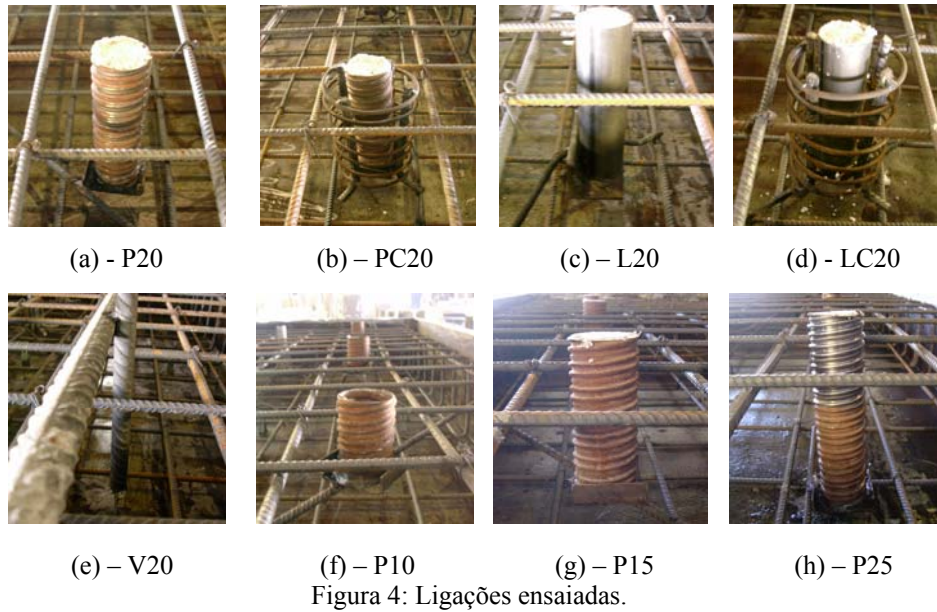 (a) - P20
(b) – PC20
(c) – L20
(d) - LC20
(e) – V20
(f) – P10
(g) – P15
(h) – P25
Figura 4: Ligações ensaiadas.